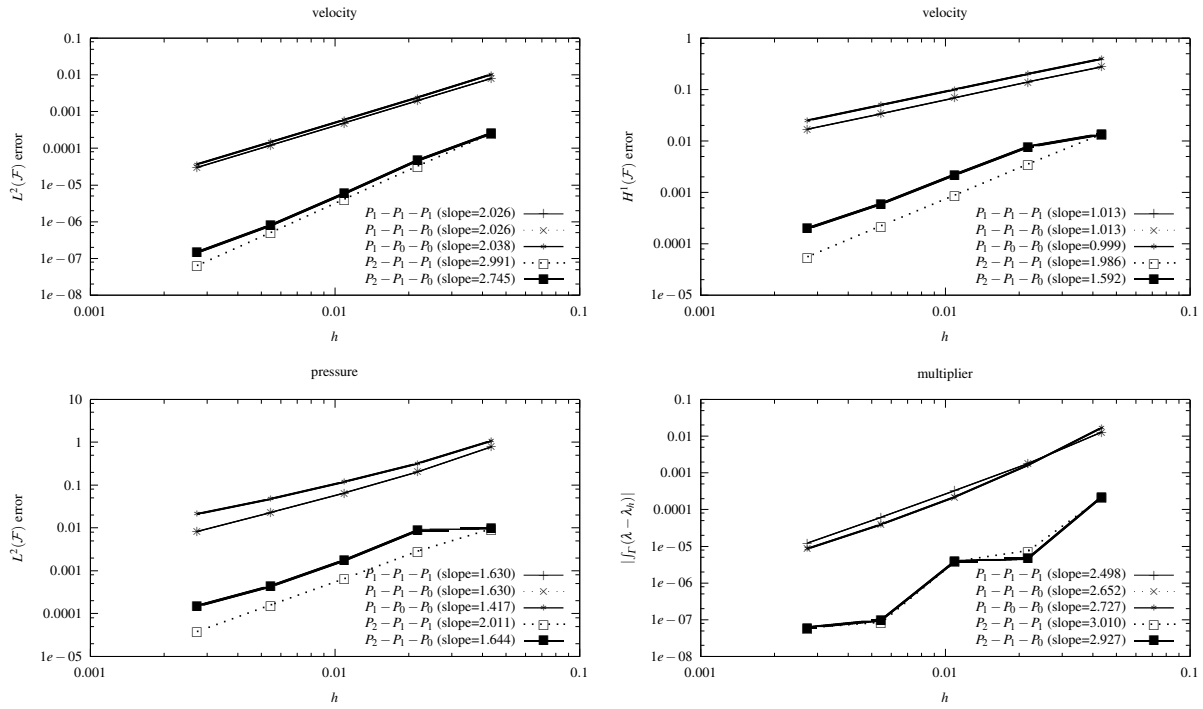 velocity
L²(ℱ) error
0.1
0.01
0.001
0.0001
1e−05
1e−06
1e−07
1e−08
0.001
0.01
0.1
h
P₁−P₁−P₁ (slope=2.026)
P₁−P₁−P₀ (slope=2.026)
P₁−P₀−P₀ (slope=2.038)
P₂−P₁−P₁ (slope=2.991)
P₂−P₁−P₀ (slope=2.745)
velocity
H¹(ℱ) error
1
0.1
0.01
0.001
0.0001
1e−05
0.001
0.01
0.1
h
P₁−P₁−P₁ (slope=1.013)
P₁−P₁−P₀ (slope=1.013)
P₁−P₀−P₀ (slope=0.999)
P₂−P₁−P₁ (slope=1.986)
P₂−P₁−P₀ (slope=1.592)
pressure
L²(ℱ) error
10
1
0.1
0.01
0.001
0.0001
1e−05
0.001
0.01
0.1
h
P₁−P₁−P₁ (slope=1.630)
P₁−P₁−P₀ (slope=1.630)
P₁−P₀−P₀ (slope=1.417)
P₂−P₁−P₁ (slope=2.011)
P₂−P₁−P₀ (slope=1.644)
multiplier
|∫Γ(λ−λₕ)|
0.1
0.01
0.001
0.0001
1e−05
1e−06
1e−07
1e−08
0.001
0.01
0.1
h
P₁−P₁−P₁ (slope=2.498)
P₁−P₁−P₀ (slope=2.652)
P₁−P₀−P₀ (slope=2.727)
P₂−P₁−P₁ (slope=3.010)
P₂−P₁−P₀ (slope=2.927)